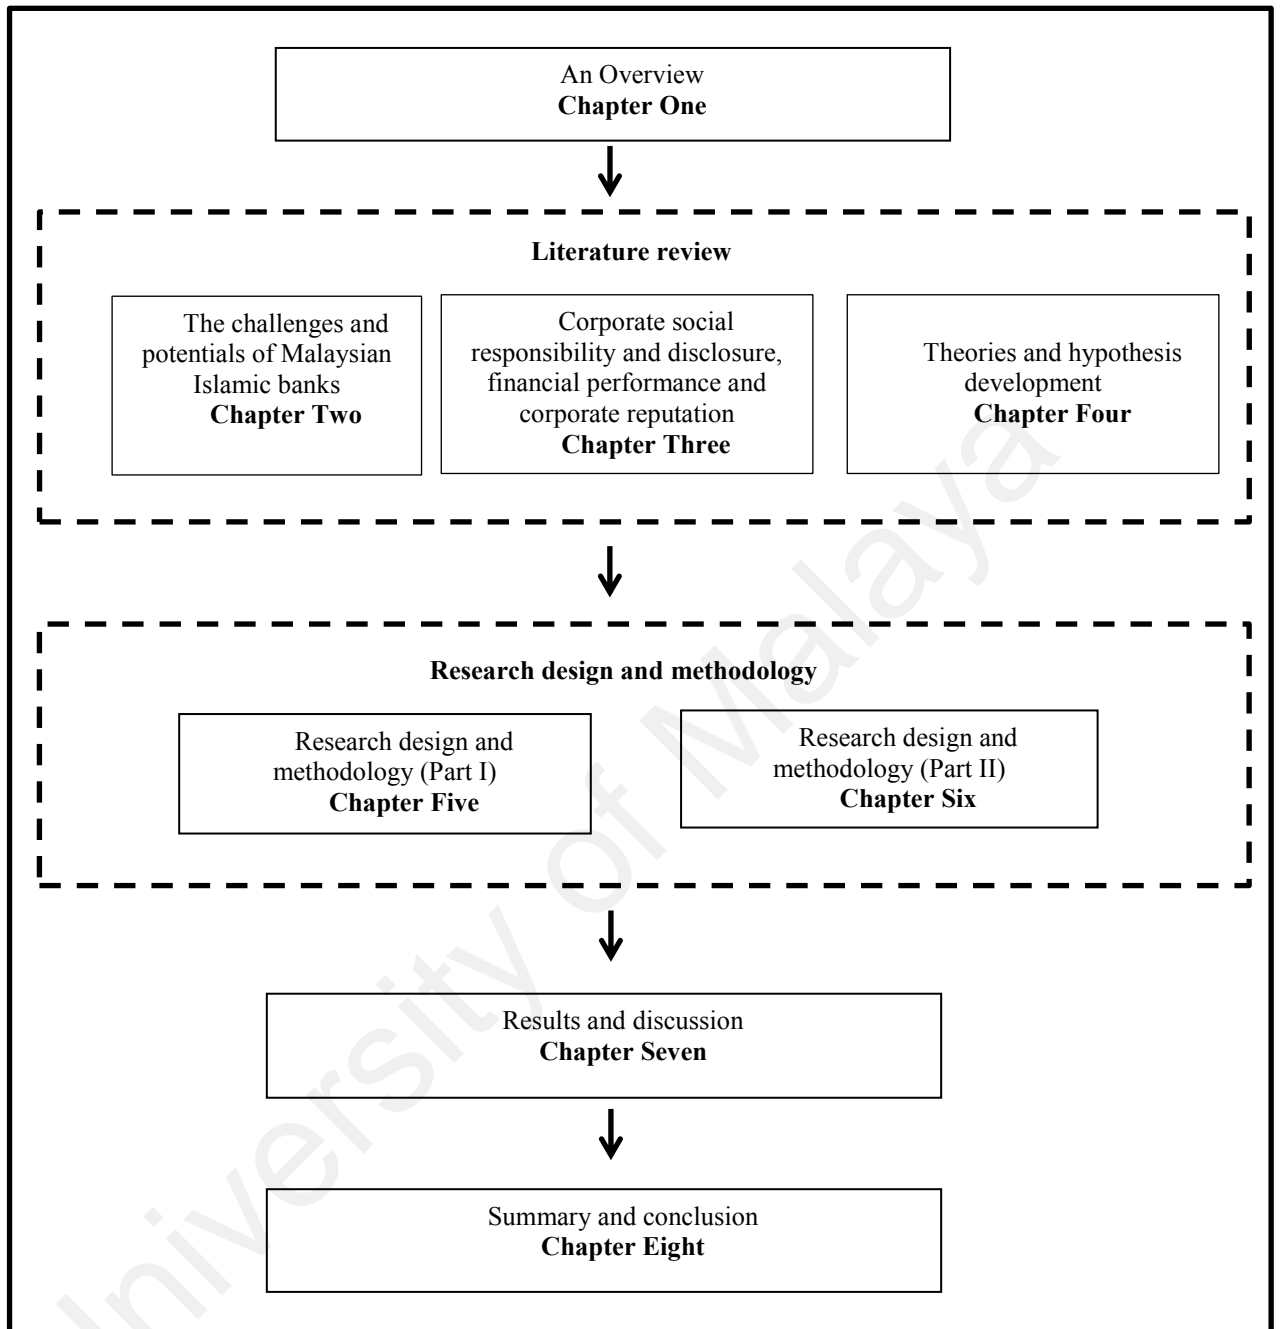 An Overview
Chapter One
Literature review
The challenges and
potentials of Malaysian
Islamic banks
Chapter Two
Corporate social
responsibility and disclosure,
financial performance and
corporate reputation
Chapter Three
Theories and hypothesis
development
Chapter Four
Research design and methodology
Research design and
methodology (Part I)
Chapter Five
Research design and
methodology (Part II)
Chapter Six
Results and discussion
Chapter Seven
Summary and conclusion
Chapter Eight
University of Malaya